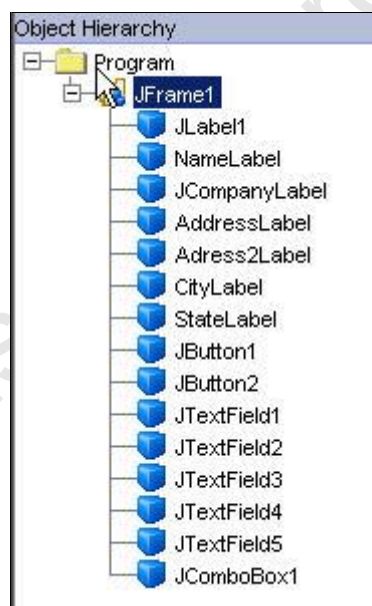 Object Hierarchy
Program
JFrame1
JLabel1
NameLabel
JCompanyLabel
AddressLabel
Adress2Label
CityLabel
StateLabel
JButton1
JButton2
JTextField1
JTextField2
JTextField3
JTextField4
JTextField5
JComboBox1